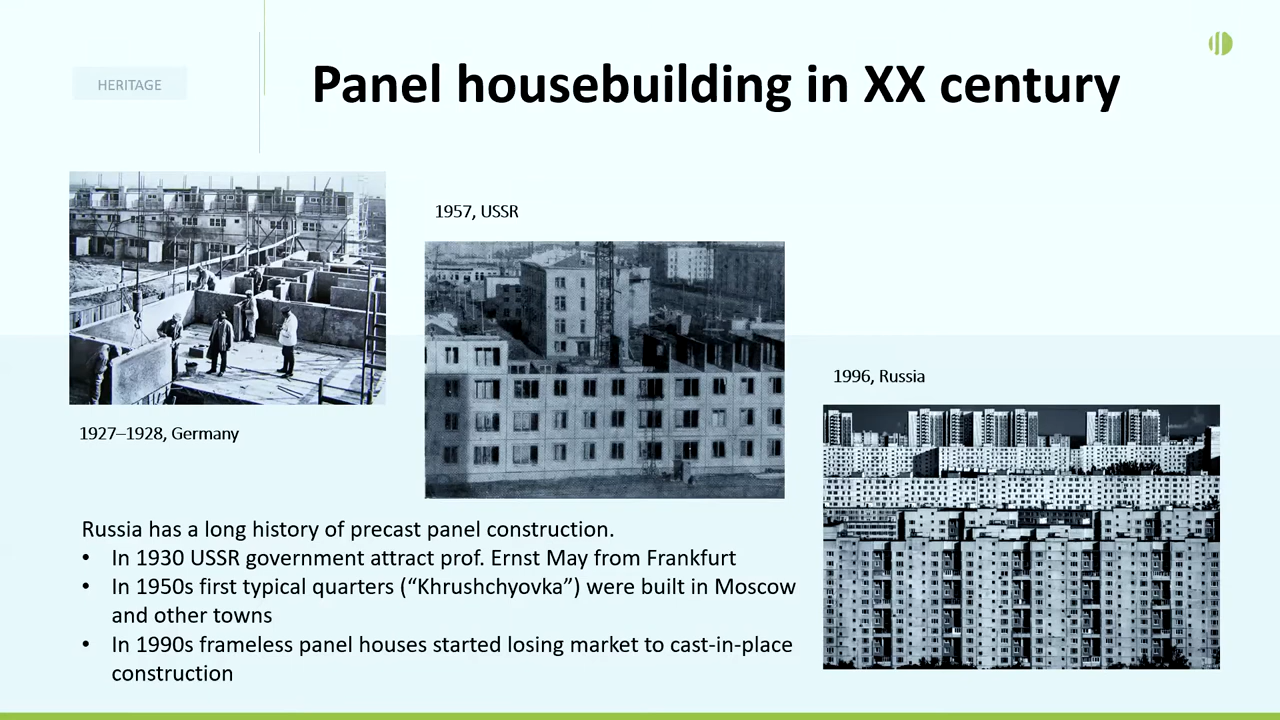 HERITAGE
Panel housebuilding in XX century
1957, USSR
1996, Russia
1927–1928, Germany
Russia has a long history of precast panel construction.
• In 1930 USSR government attract prof. Ernst May from Frankfurt
• In 1950s first typical quarters (“Khrushchyovka”) were built in Moscow
and other towns
• In 1990s frameless panel houses started losing market to cast-in-place
construction